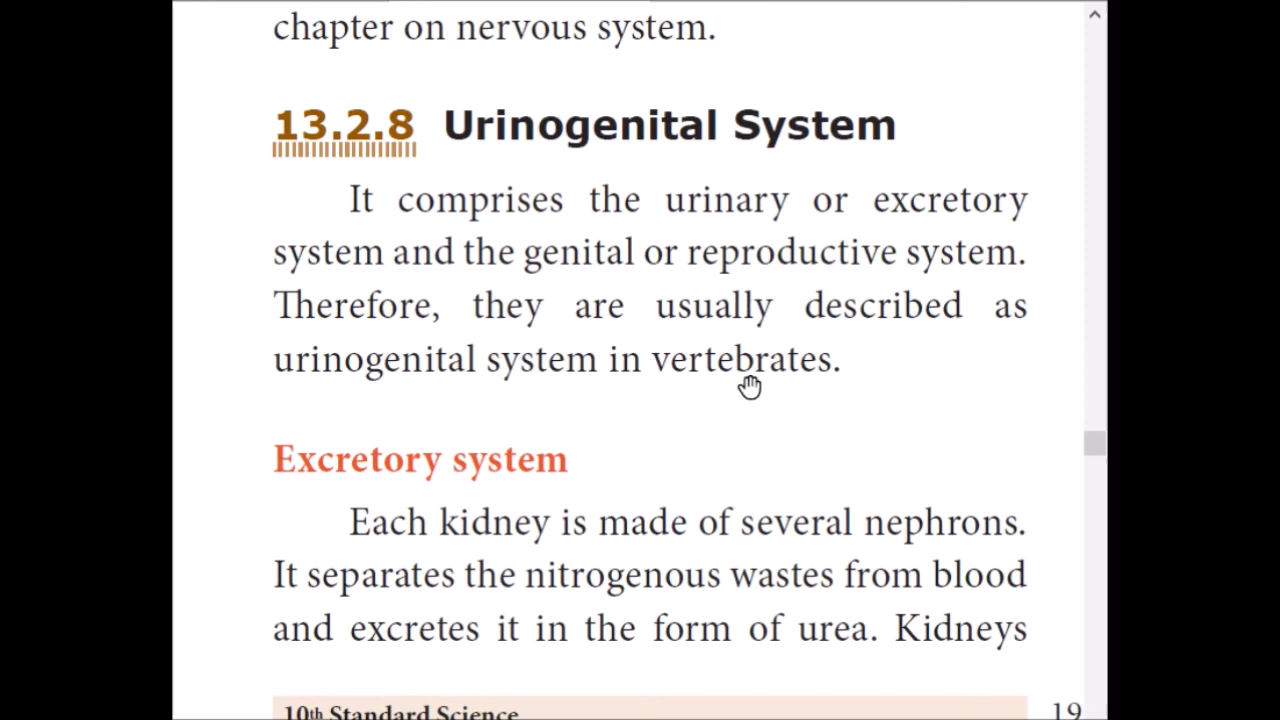 chapter on nervous system.
13.2.8 Urinogenital System
It comprises the urinary or excretory
system and the genital or reproductive system.
Therefore, they are usually described as
urinogenital system in vertebrates.
Excretory system
Each kidney is made of several nephrons.
It separates the nitrogenous wastes from blood
and excretes it in the form of urea. Kidneys
10th Standard Science
19